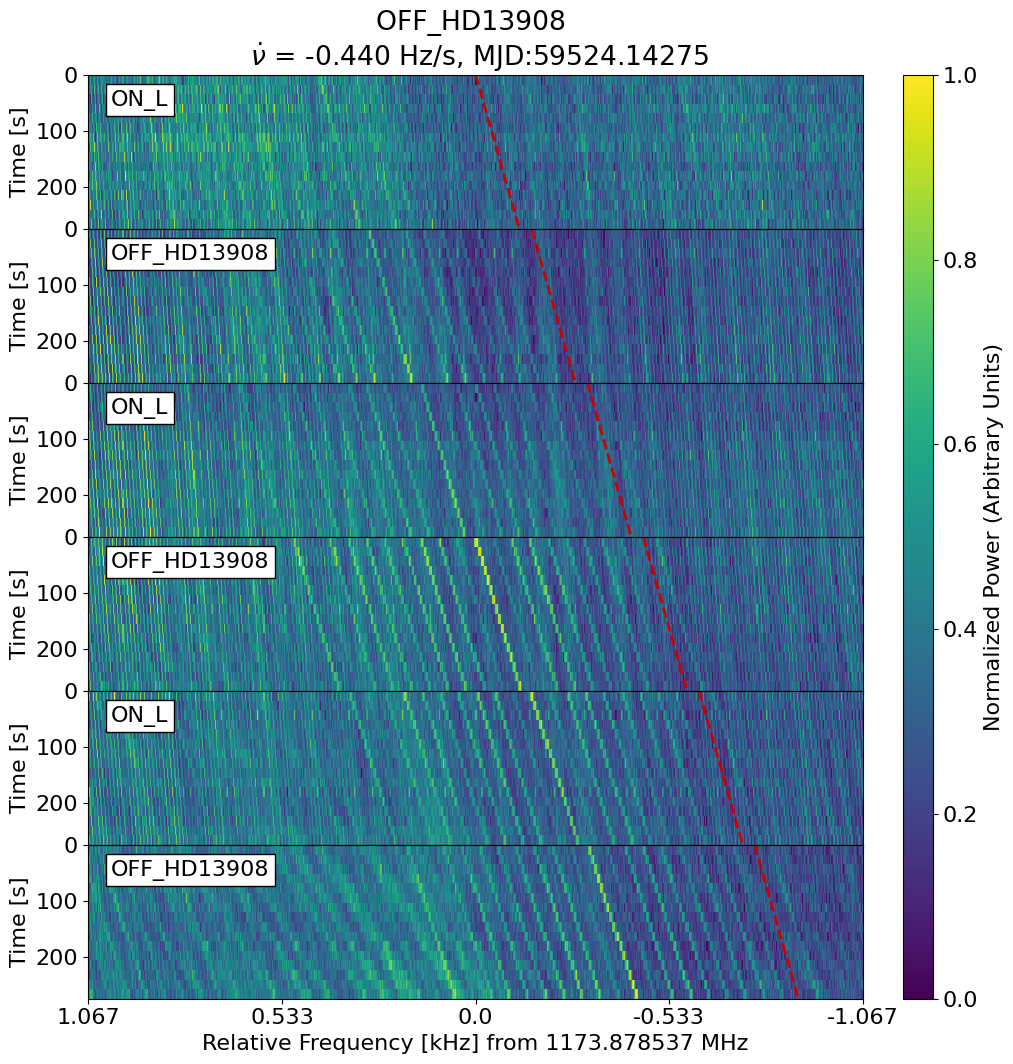 OFF_HD13908
ν̇ = -0.440 Hz/s, MJD:59524.14275
0
100
200
Time [s]
ON_L
0
100
200
Time [s]
OFF_HD13908
0
100
200
Time [s]
ON_L
0
100
200
Time [s]
OFF_HD13908
0
100
200
Time [s]
ON_L
0
100
200
Time [s]
OFF_HD13908
1.067 0.533 0.0 -0.533 -1.067
Relative Frequency [kHz] from 1173.878537 MHz
1.0
0.8
0.6
0.4
0.2
0.0
Normalized Power (Arbitrary Units)